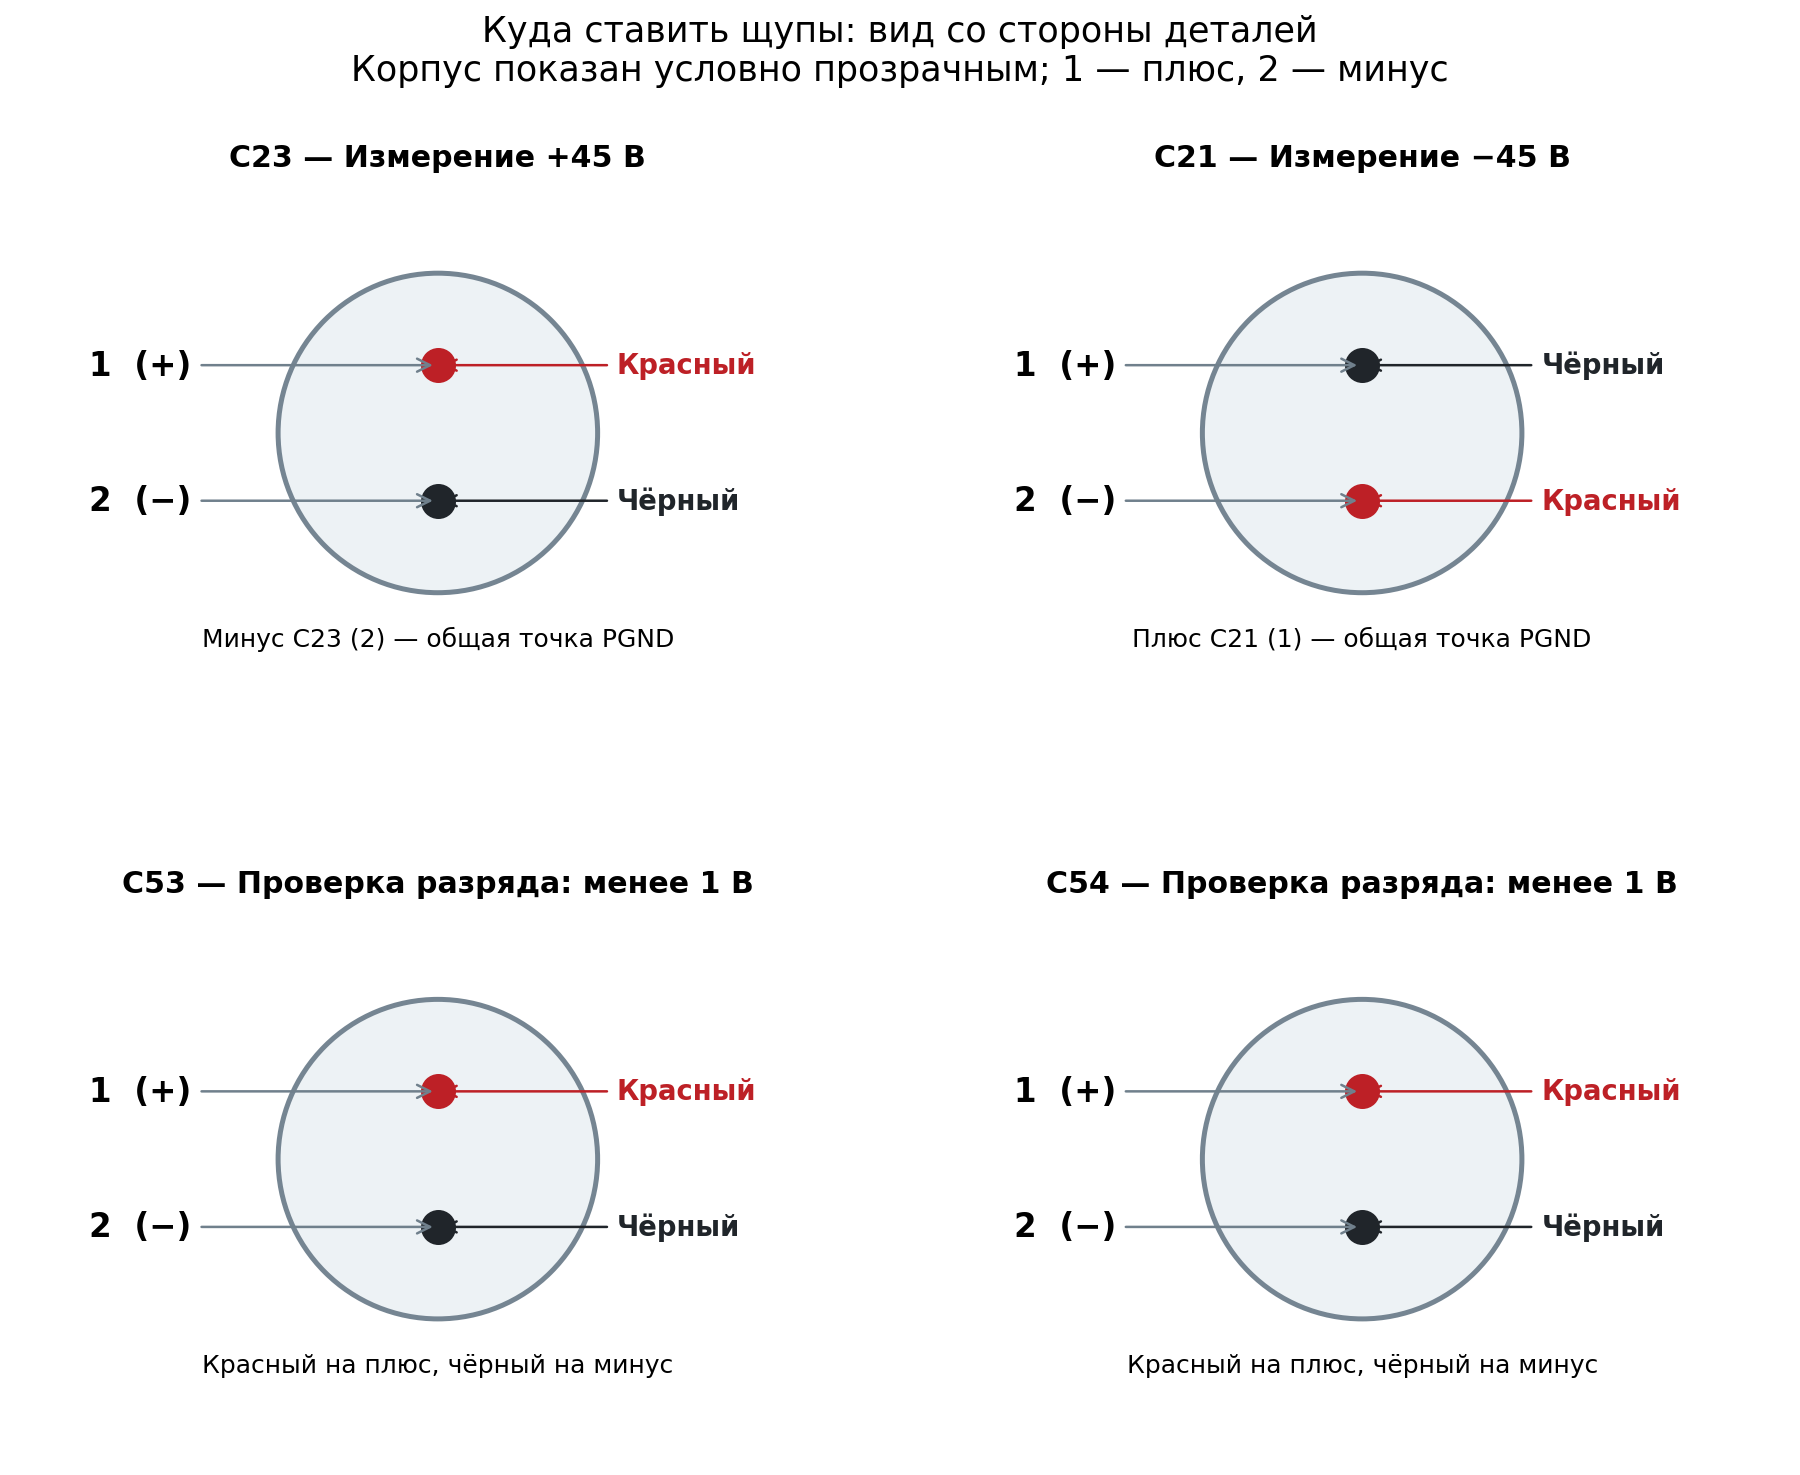 Куда ставить щупы: вид со стороны деталей
Корпус показан условно прозрачным; 1 — плюс, 2 — минус
C23 — Измерение +45 В
1 (+)
Красный
2 (−)
Чёрный
Минус C23 (2) — общая точка PGND
C21 — Измерение −45 В
1 (+)
Чёрный
2 (−)
Красный
Плюс C21 (1) — общая точка PGND
C53 — Проверка разряда: менее 1 В
1 (+)
Красный
2 (−)
Чёрный
Красный на плюс, чёрный на минус
C54 — Проверка разряда: менее 1 В
1 (+)
Красный
2 (−)
Чёрный
Красный на плюс, чёрный на минус